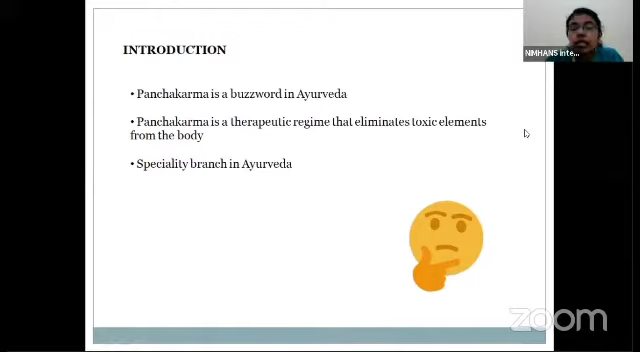 INTRODUCTION
NIMHANS inte...
• Panchakarma is a buzzword in Ayurveda
• Panchakarma is a therapeutic regime that eliminates toxic elements
from the body
• Speciality branch in Ayurveda
zoom